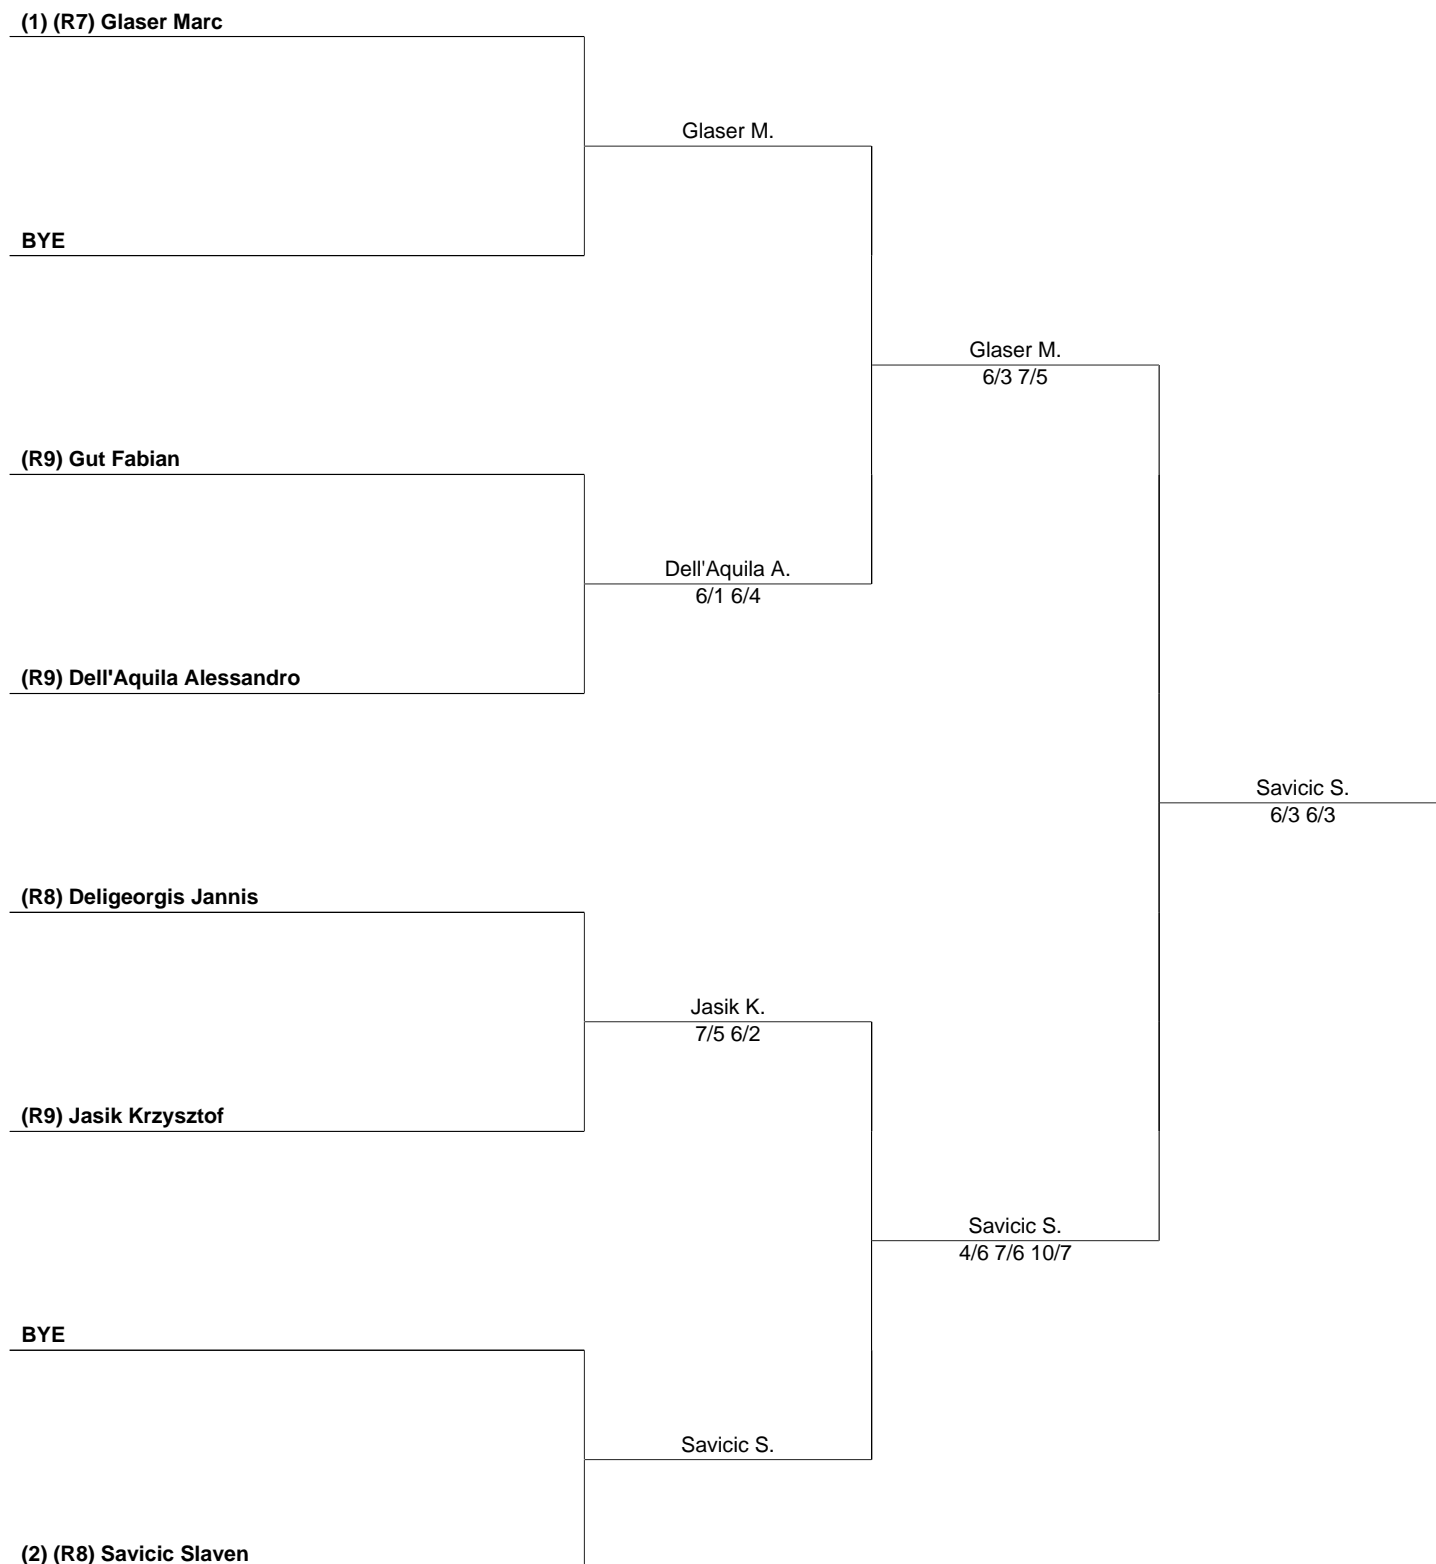 (1) (R7) Glaser Marc
Glaser M.
BYE
Glaser M.
6/3 7/5
(R9) Gut Fabian
Dell'Aquila A.
6/1 6/4
(R9) Dell'Aquila Alessandro
Savicic S.
6/3 6/3
(R8) Deligeorgis Jannis
Jasik K.
7/5 6/2
(R9) Jasik Krzysztof
Savicic S.
4/6 7/6 10/7
BYE
Savicic S.
(2) (R8) Savicic Slaven